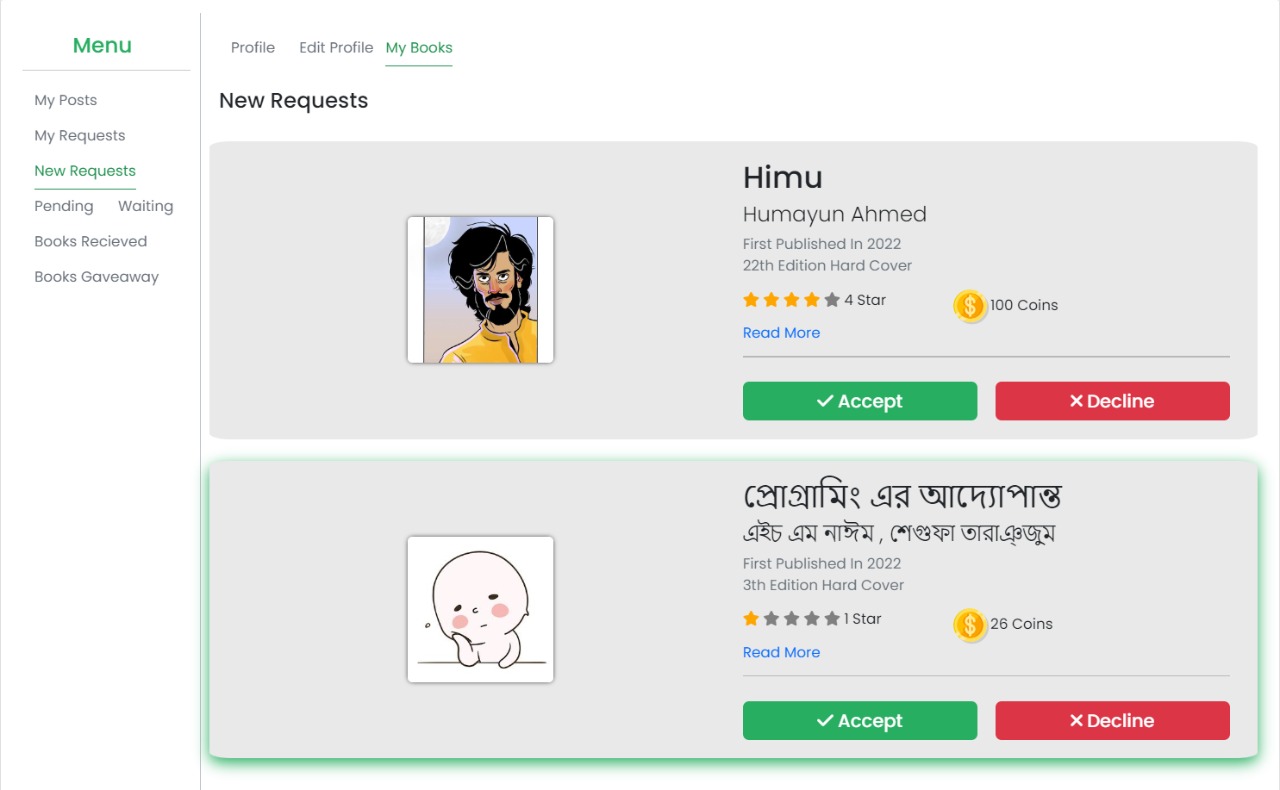 Menu
My Posts
My Requests
New Requests
Pending Waiting
Books Recieved
Books Gaveaway
Profile Edit Profile My Books
New Requests
Himu
Humayun Ahmed
First Published In 2022
22th Edition Hard Cover
4 Star 100 Coins
Read More
Accept Decline
প্রোগ্রামিং এর আদ্যোপান্ত
এইচ এম নাঈম , শেগুফা তারাঞ্জুম
First Published In 2022
3th Edition Hard Cover
1 Star 26 Coins
Read More
Accept Decline